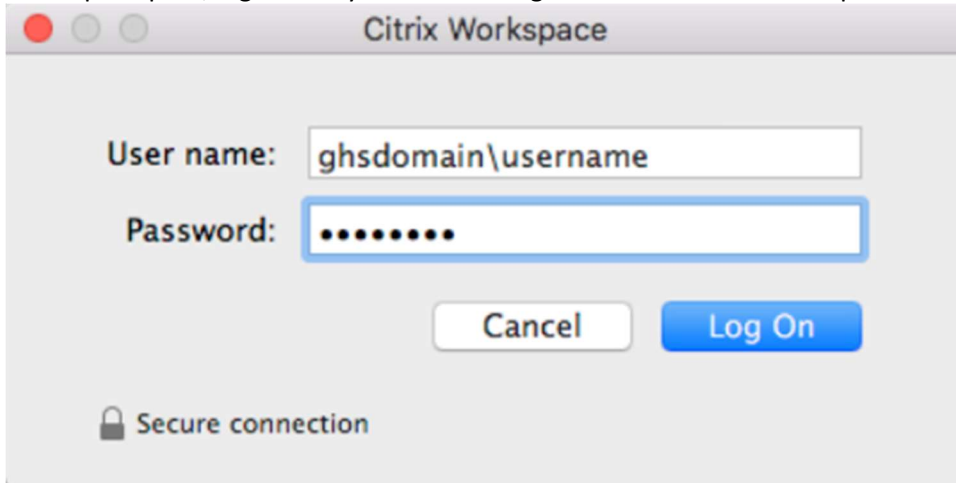 Citrix Workspace
User name: ghsdomain\username
Password: ••••••••
Cancel Log On
Secure connection